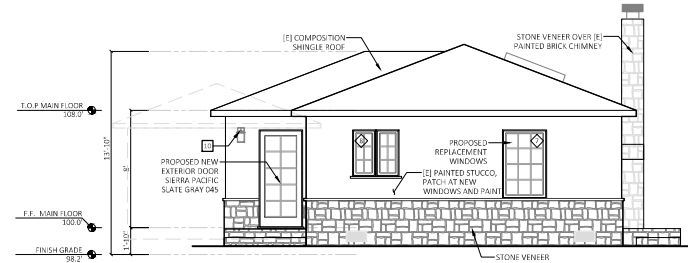 [E] COMPOSITION
SHINGLE ROOF
STONE VENEER OVER [E]
PAINTED BRICK CHIMNEY
T.O.P MAIN FLOOR
108.0'
13'-10"
8'
10
PROPOSED NEW
EXTERIOR DOOR
SIERRA PACIFIC
SLATE GRAY 045
PROPOSED
REPLACEMENT
WINDOWS
[E] PAINTED STUCCO,
PATCH AT NEW
WINDOWS AND PAINT
F.F. MAIN FLOOR
100.0'
1'-10"
FINISH GRADE
98.2'
STONE VENEER